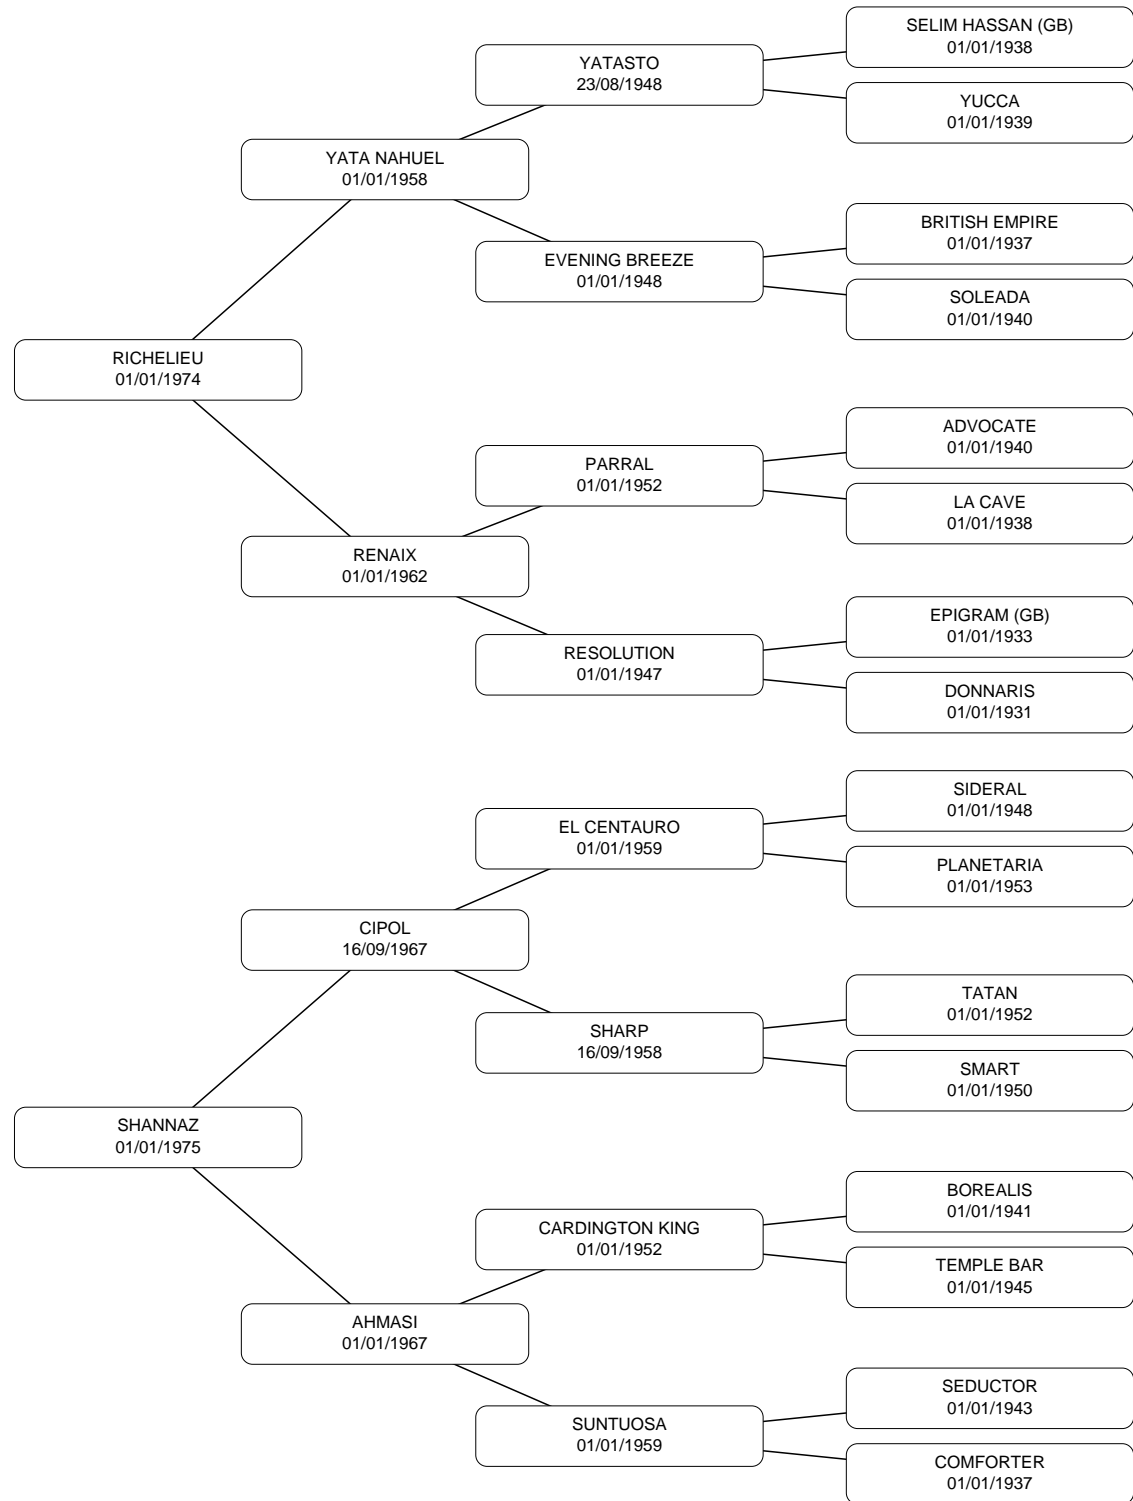 SELIM HASSAN (GB)
01/01/1938
YATASTO
23/08/1948
YUCCA
01/01/1939
YATA NAHUEL
01/01/1958
BRITISH EMPIRE
01/01/1937
EVENING BREEZE
01/01/1948
SOLEADA
01/01/1940
RICHELIEU
01/01/1974
ADVOCATE
01/01/1940
PARRAL
01/01/1952
LA CAVE
01/01/1938
RENAIX
01/01/1962
EPIGRAM (GB)
01/01/1933
RESOLUTION
01/01/1947
DONNARIS
01/01/1931
SIDERAL
01/01/1948
EL CENTAURO
01/01/1959
PLANETARIA
01/01/1953
CIPOL
16/09/1967
TATAN
01/01/1952
SHARP
16/09/1958
SMART
01/01/1950
SHANNAZ
01/01/1975
BOREALIS
01/01/1941
CARDINGTON KING
01/01/1952
TEMPLE BAR
01/01/1945
AHMASI
01/01/1967
SEDUCTOR
01/01/1943
SUNTUOSA
01/01/1959
COMFORTER
01/01/1937